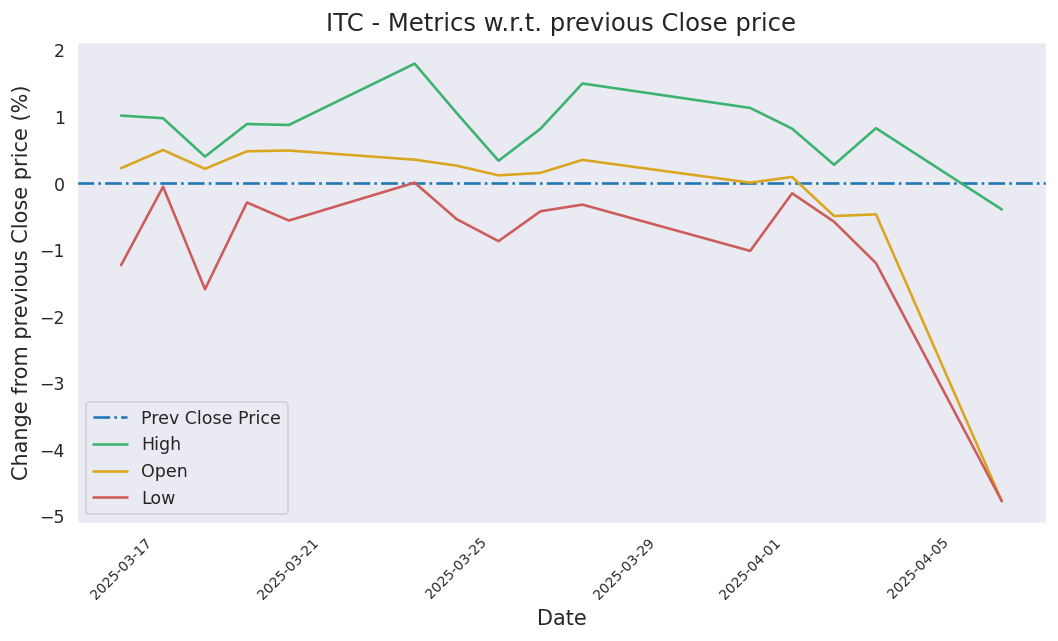 ITC - Metrics w.r.t. previous Close price
Change from previous Close price (%)
2
1
0
−1
−2
−3
−4
−5
Prev Close Price
High
Open
Low
2025-03-17
2025-03-21
2025-03-25
2025-03-29
2025-04-01
2025-04-05
Date